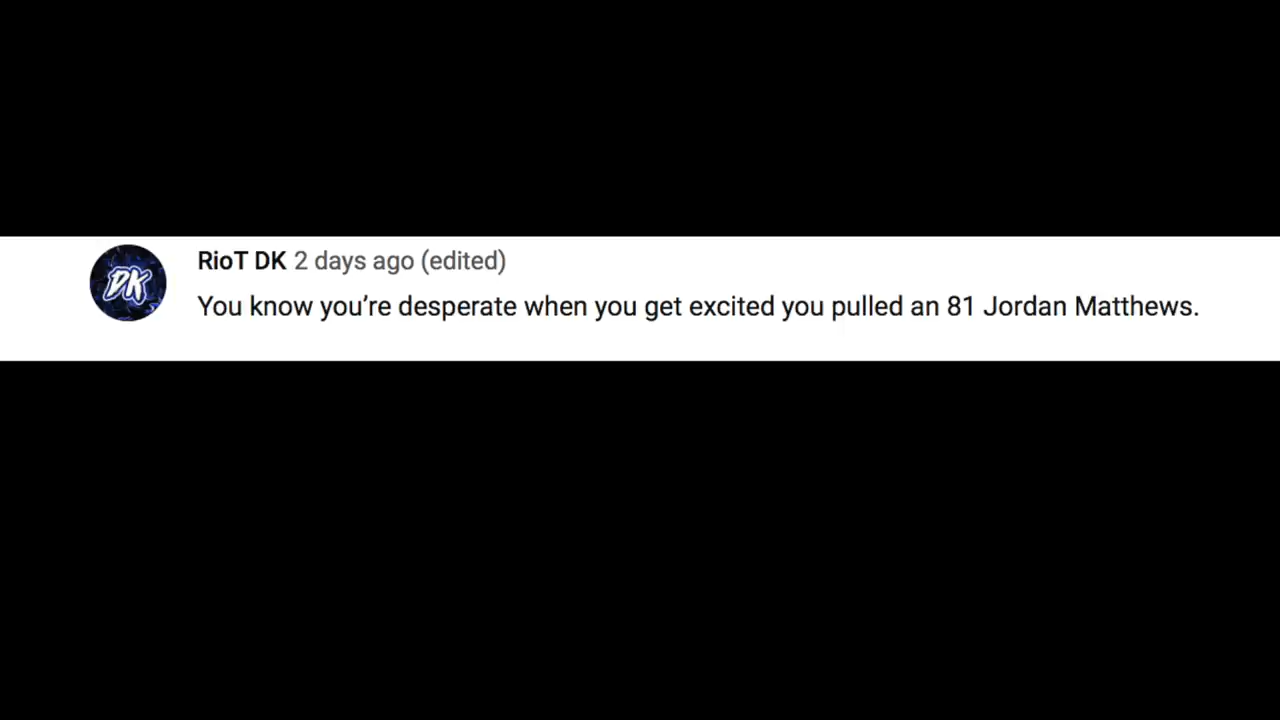 DK
RioT DK 2 days ago (edited)
You know you’re desperate when you get excited you pulled an 81 Jordan Matthews.